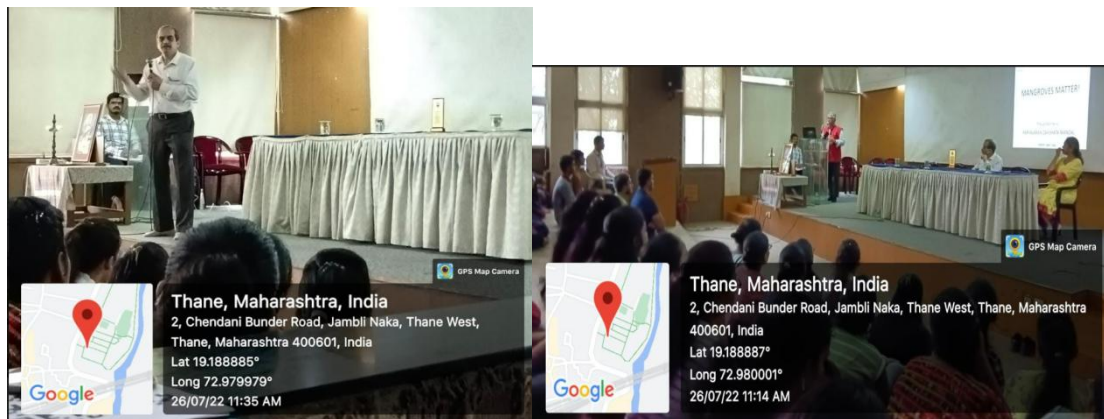 GPS Map Camera
Thane, Maharashtra, India
2, Chendani Bunder Road, Jambli Naka, Thane West,
Thane, Maharashtra 400601, India
Lat 19.188885°
Long 72.979979°
26/07/22 11:35 AM
Google
MANGROVES MATTER!
GPS Map Camera
Thane, Maharashtra, India
2, Chendani Bunder Road, Jambli Naka, Thane West, Thane, Maharashtra
400601, India
Lat 19.188887°
Long 72.980001°
26/07/22 11:14 AM
Google